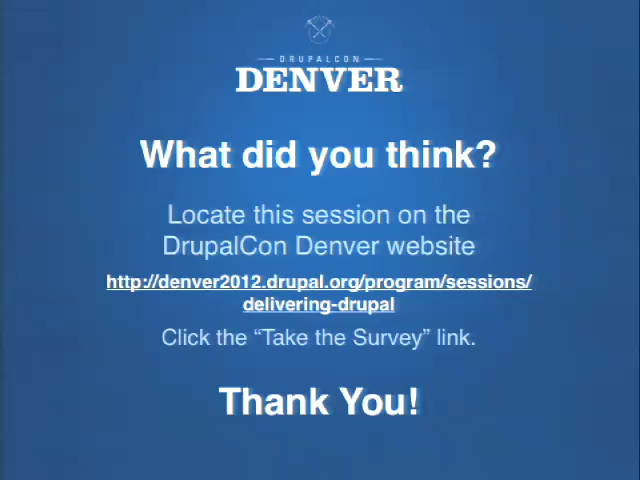 DRUPALCON
DENVER
What did you think?
Locate this session on the
DrupalCon Denver website
http://denver2012.drupal.org/program/sessions/
delivering-drupal
Click the “Take the Survey” link.
Thank You!